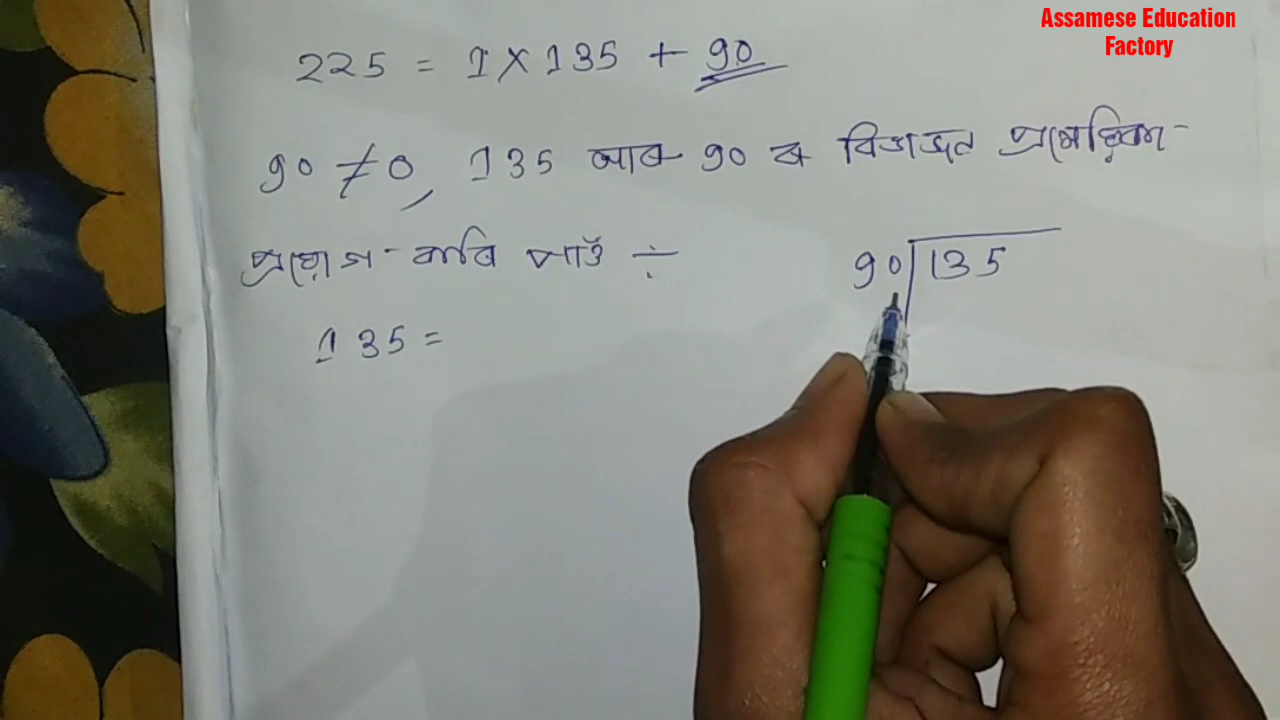 Assamese Education
Factory
225 = 1 X 135 + 90
90 ≠ 0, 135 আৰু 90 ৰ বিভাজন প্ৰমেয়িকা
প্ৰয়োগ কৰি পাওঁ ÷
90 135
135 =